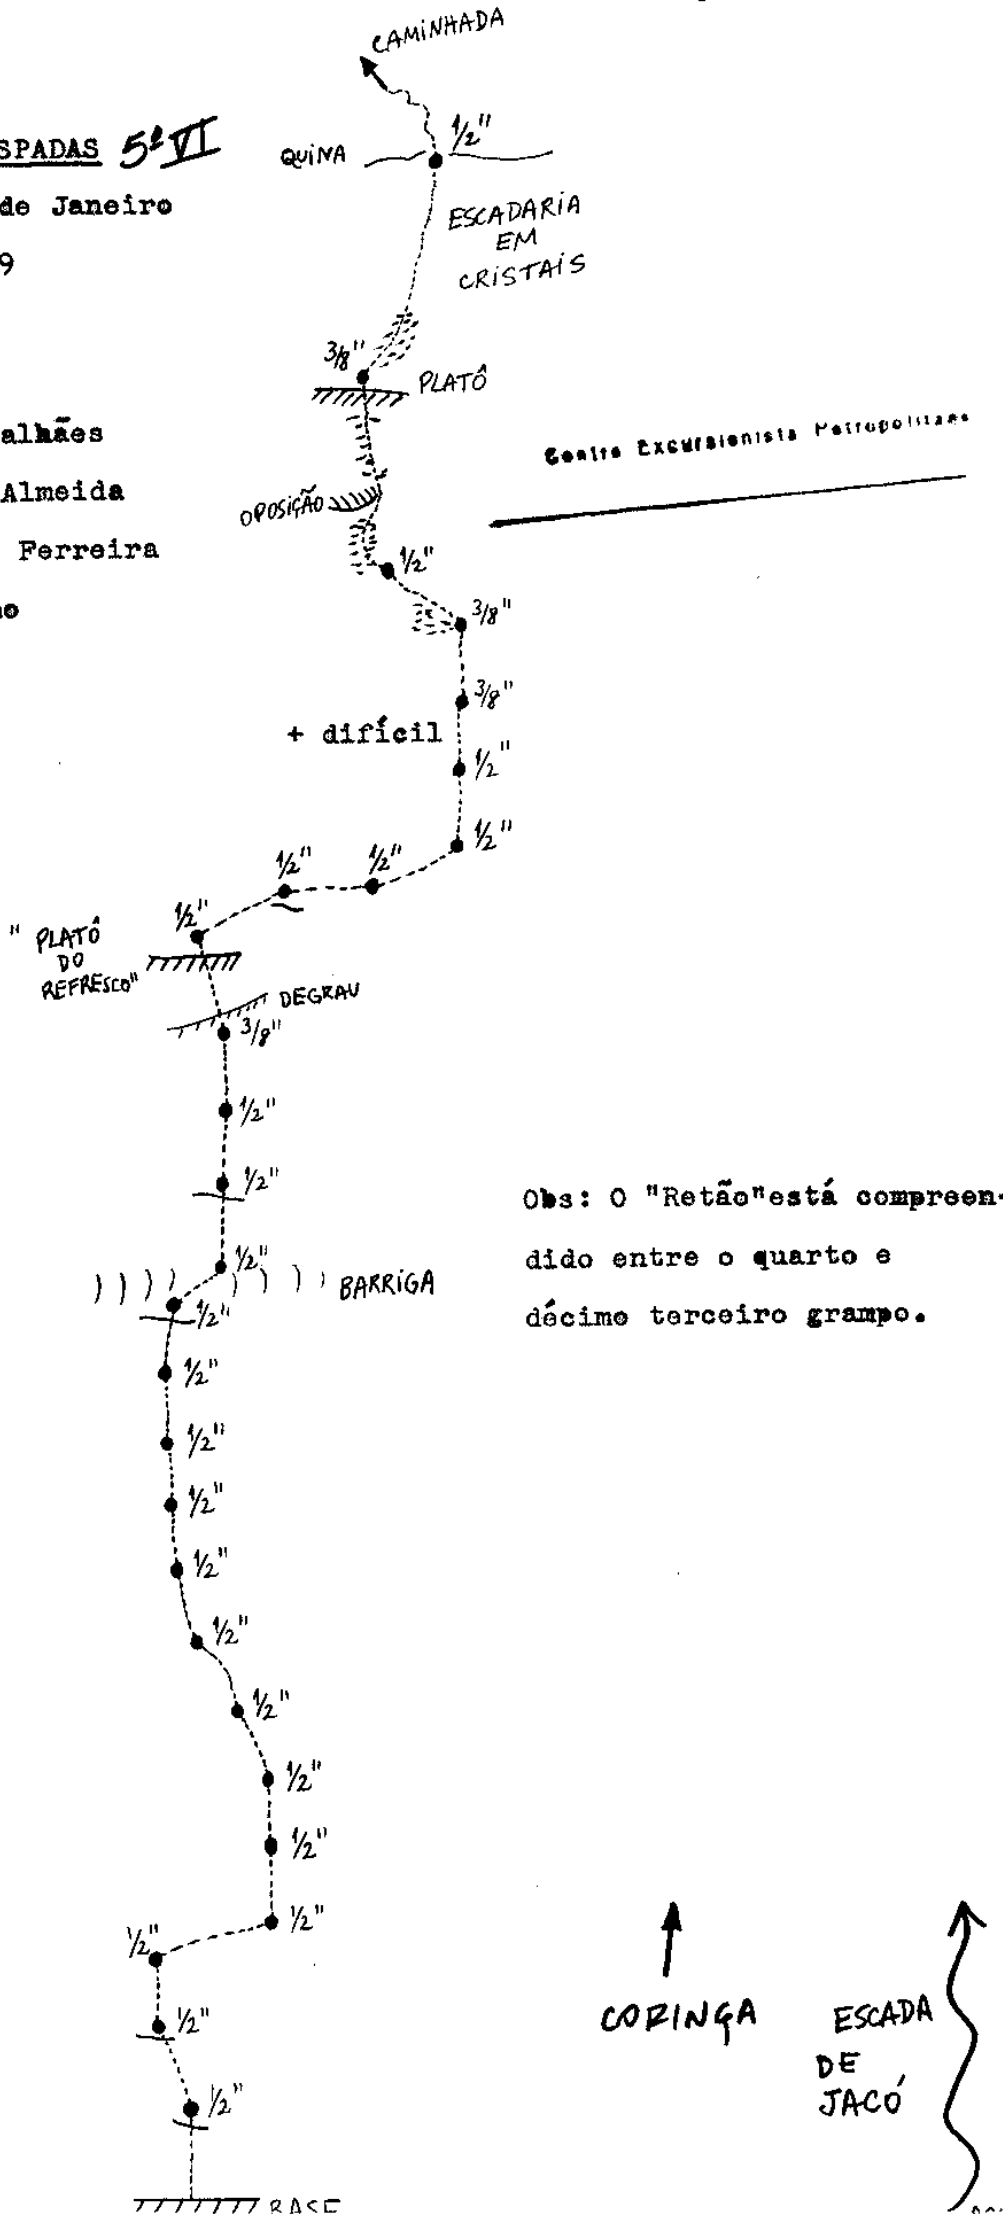 CAMINHADA
SPADAS 5º VI
1/2"
QUINA
de Janeiro
ESCADARIA
EM
CRISTAIS
9
3/8"
PLATÔ
alhães
Centro Excursionista Petropolitano
Almeida
OPOSIÇÃO
Ferreira
1/2"
3/8"
3/8"
+ difícil
1/2"
1/2"
1/2"
1/2"
1/2"
" PLATÔ
DO
REFRESCO"
DEGRAU
3/8"
1/2"
1/2"
Obs: O "Retão"está compreen-
dido entre o quarto e
décimo terceiro grampo.
1/2"
BARRIGA
1/2"
1/2"
1/2"
1/2"
1/2"
1/2"
1/2"
1/2"
1/2"
1/2"
1/2"
1/2"
1/2"
CORINGA
ESCADA
DE
JACÓ
BASE